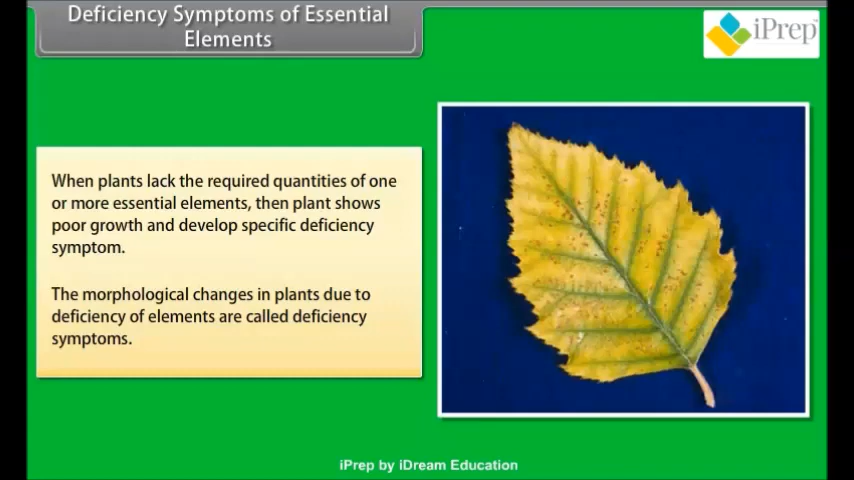 Deficiency Symptoms of Essential
Elements
iPrep
When plants lack the required quantities of one
or more essential elements, then plant shows
poor growth and develop specific deficiency
symptom.
The morphological changes in plants due to
deficiency of elements are called deficiency
symptoms.
iPrep by iDream Education